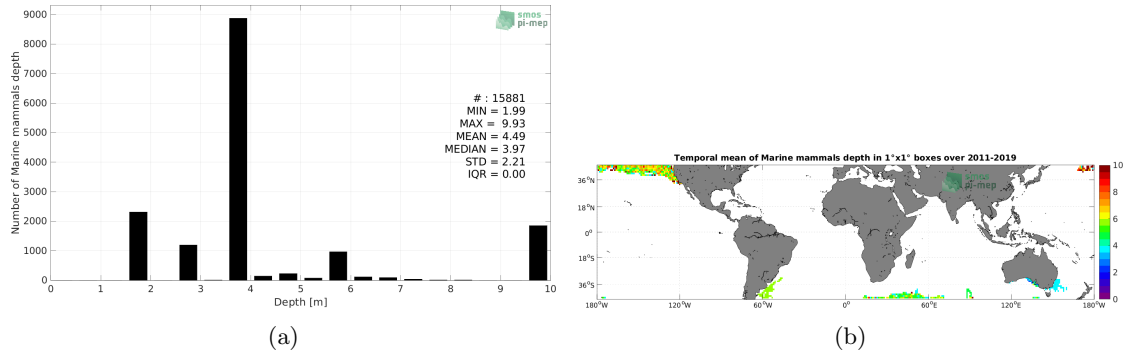 smos
pi-mep
Number of Marine mammals depth
9000
8000
7000
6000
5000
4000
3000
2000
1000
0
# : 15881
MIN = 1.99
MAX = 9.93
MEAN = 4.49
MEDIAN = 3.97
STD = 2.21
IQR = 0.00
0 1 2 3 4 5 6 7 8 9 10
Depth [m]
(a)
Temporal mean of Marine mammals depth in 1°x1° boxes over 2011-2019
smos
pi-mep
36°N
18°N
0°
18°S
36°S
180°W 120°W 60°W 0° 60°E 120°E 180°W
10
8
6
4
2
0
(b)